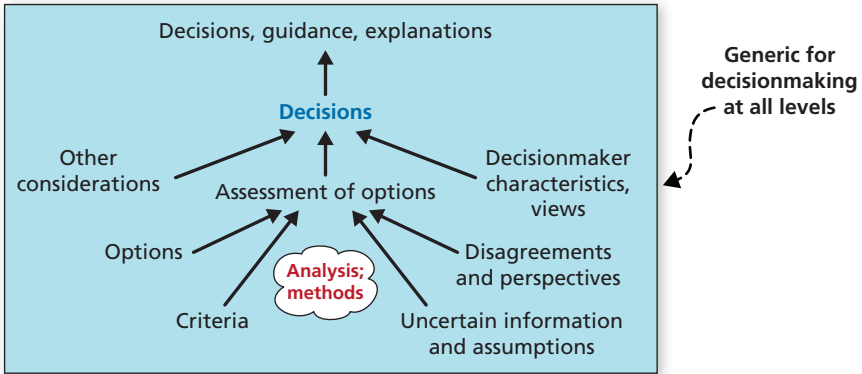 Decisions, guidance, explanations
Generic for
decisionmaking
at all levels
Decisions
Other
considerations
Decisionmaker
characteristics,
views
Assessment of options
Options
Analysis;
methods
Disagreements
and perspectives
Criteria
Uncertain information
and assumptions